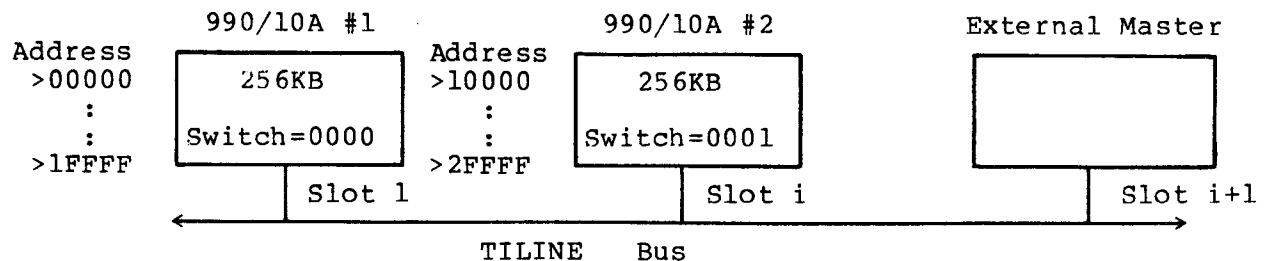 990/10A #1 990/10A #2 External Master
Address Address
>00000 256KB >10000 256KB
: :
: Switch=0000 : Switch=0001
>1FFFF >2FFFF
Slot 1 Slot i Slot i+1
TILINE Bus